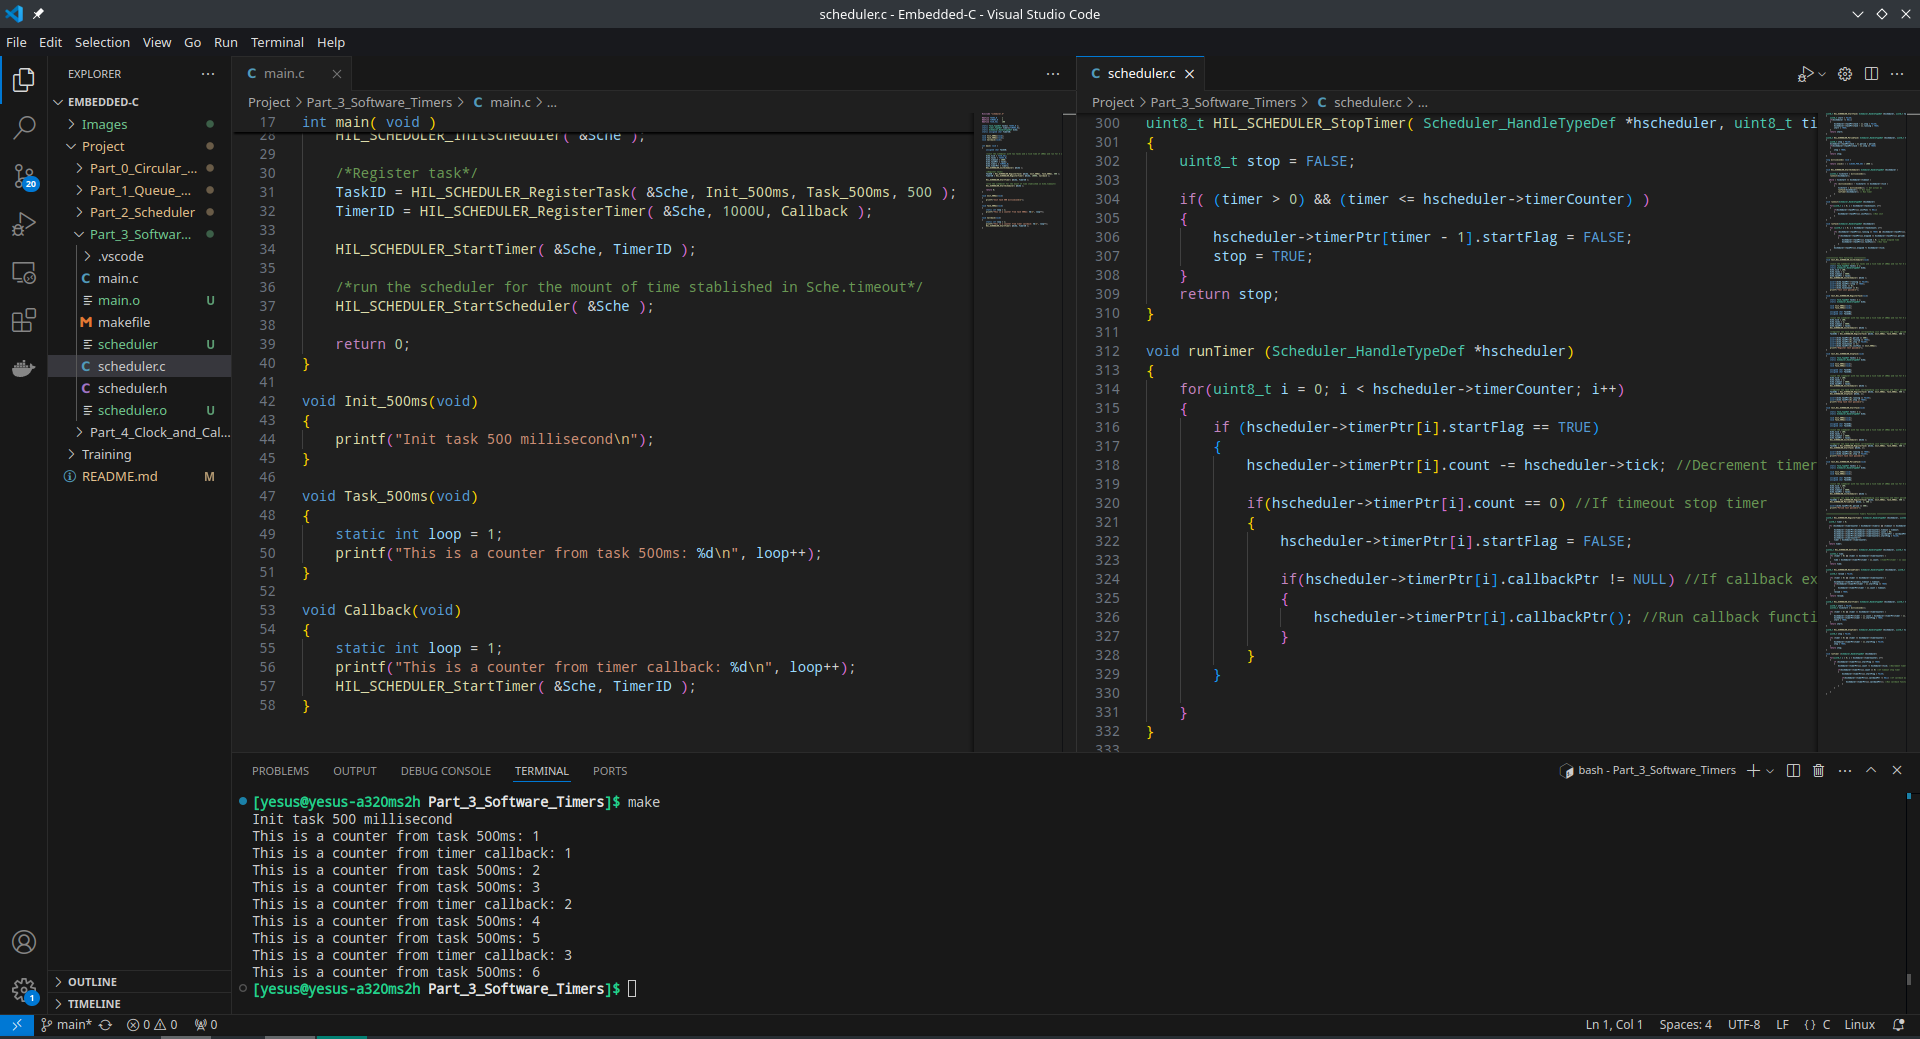 scheduler.c - Embedded-C - Visual Studio Code
File Edit Selection View Go Run Terminal Help
EXPLORER
EMBEDDED-C
Images
Project
Part_0_Circular_...
Part_1_Queue_...
Part_2_Scheduler
Part_3_Softwar...
.vscode
C main.c
main.o U
M makefile
scheduler U
C scheduler.c
C scheduler.h
scheduler.o U
Part_4_Clock_and_Cal...
Training
README.md M
OUTLINE
TIMELINE
20
1
C main.c
Project > Part_3_Software_Timers > C main.c > ...
17 int main( void )
28 HIL_SCHEDULER_InitScheduler( &Sche );
29
30 /*Register task*/
31 TaskID = HIL_SCHEDULER_RegisterTask( &Sche, Init_500ms, Task_500ms, 500 );
32 TimerID = HIL_SCHEDULER_RegisterTimer( &Sche, 1000U, Callback );
33
34 HIL_SCHEDULER_StartTimer( &Sche, TimerID );
35
36 /*run the scheduler for the mount of time stablished in Sche.timeout*/
37 HIL_SCHEDULER_StartScheduler( &Sche );
38
39 return 0;
40 }
41
42 void Init_500ms(void)
43 {
44 printf("Init task 500 millisecond\n");
45 }
46
47 void Task_500ms(void)
48 {
49 static int loop = 1;
50 printf("This is a counter from task 500ms: %d\n", loop++);
51 }
52
53 void Callback(void)
54 {
55 static int loop = 1;
56 printf("This is a counter from timer callback: %d\n", loop++);
57 HIL_SCHEDULER_StartTimer( &Sche, TimerID );
58 }
C scheduler.c
Project > Part_3_Software_Timers > C scheduler.c > ...
300 uint8_t HIL_SCHEDULER_StopTimer( Scheduler_HandleTypeDef *hscheduler, uint8_t ti
301 {
302 uint8_t stop = FALSE;
303
304 if( (timer > 0) && (timer <= hscheduler->timerCounter) )
305 {
306 hscheduler->timerPtr[timer - 1].startFlag = FALSE;
307 stop = TRUE;
308 }
309 return stop;
310 }
311
312 void runTimer (Scheduler_HandleTypeDef *hscheduler)
313 {
314 for(uint8_t i = 0; i < hscheduler->timerCounter; i++)
315 {
316 if (hscheduler->timerPtr[i].startFlag == TRUE)
317 {
318 hscheduler->timerPtr[i].count -= hscheduler->tick; //Decrement timer
319
320 if(hscheduler->timerPtr[i].count == 0) //If timeout stop timer
321 {
322 hscheduler->timerPtr[i].startFlag = FALSE;
323
324 if(hscheduler->timerPtr[i].callbackPtr != NULL) //If callback ex
325 {
326 hscheduler->timerPtr[i].callbackPtr(); //Run callback functi
327 }
328 }
329 }
330
331 }
332 }
333
PROBLEMS OUTPUT DEBUG CONSOLE TERMINAL PORTS
bash - Part_3_Software_Timers
[yesus@yesus-a320ms2h Part_3_Software_Timers]$ make
Init task 500 millisecond
This is a counter from task 500ms: 1
This is a counter from timer callback: 1
This is a counter from task 500ms: 2
This is a counter from task 500ms: 3
This is a counter from timer callback: 2
This is a counter from task 500ms: 4
This is a counter from task 500ms: 5
This is a counter from timer callback: 3
This is a counter from task 500ms: 6
[yesus@yesus-a320ms2h Part_3_Software_Timers]$
main* 0 0 0
Ln 1, Col 1 Spaces: 4 UTF-8 LF {} C Linux